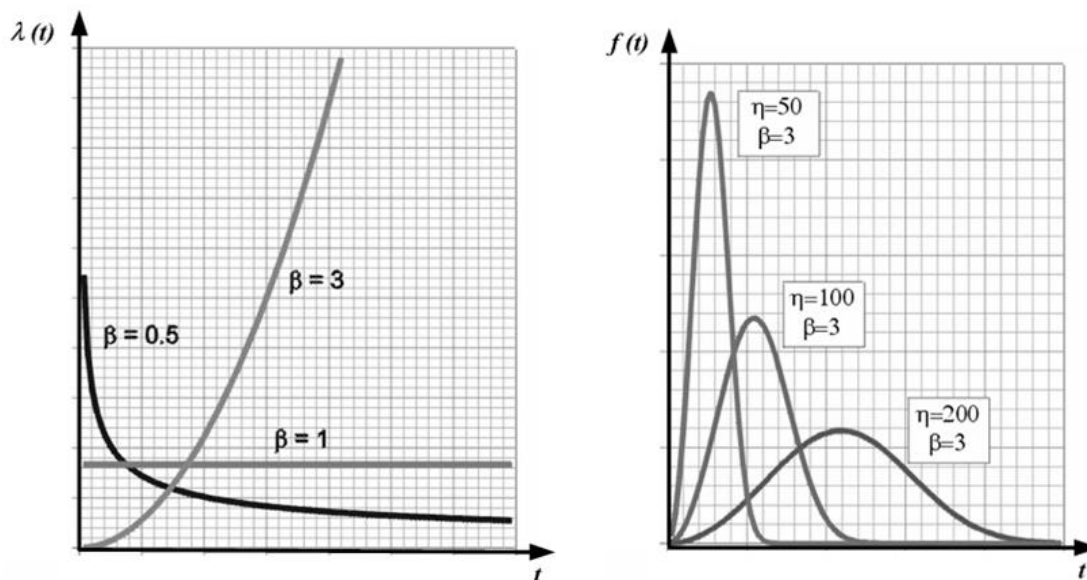 λ (t)
β = 3
β = 0.5
β = 1
t
f (t)
η=50
β=3
η=100
β=3
η=200
β=3
t